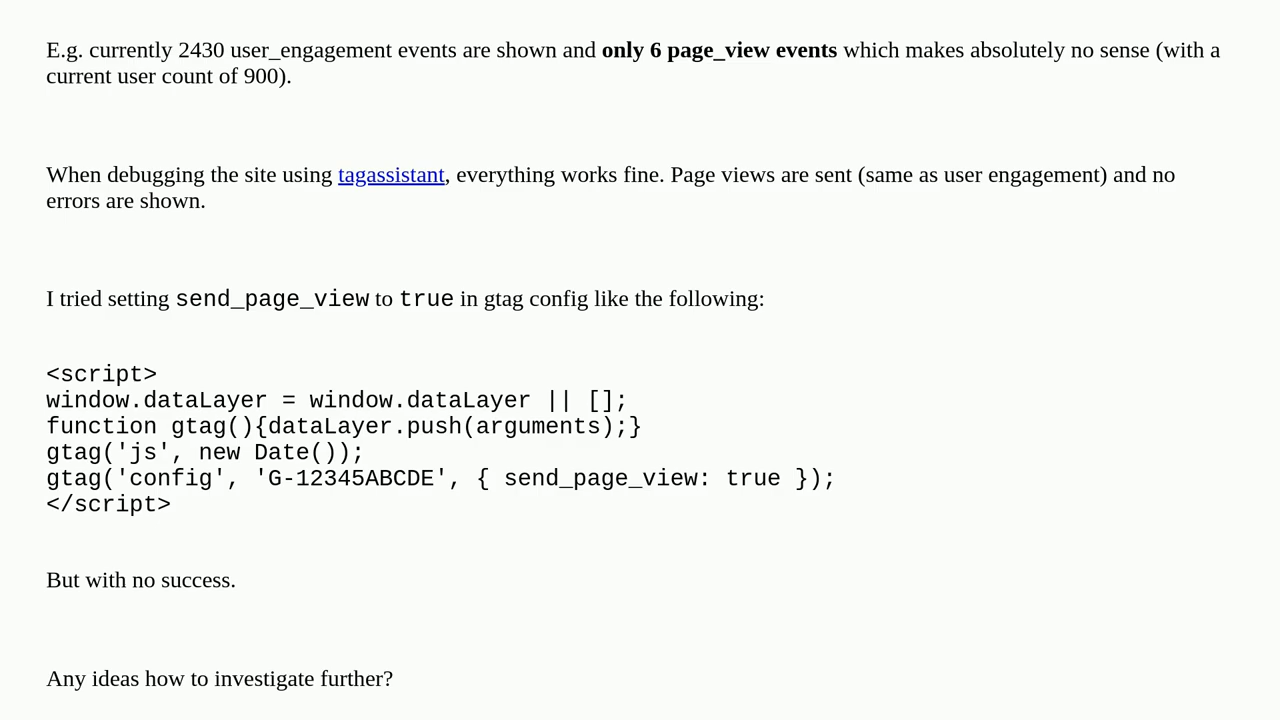 E.g. currently 2430 user_engagement events are shown and only 6 page_view events which makes absolutely no sense (with a
current user count of 900).
When debugging the site using tagassistant, everything works fine. Page views are sent (same as user engagement) and no
errors are shown.
I tried setting send_page_view to true in gtag config like the following:
<script>
window.dataLayer = window.dataLayer || [];
function gtag(){dataLayer.push(arguments);}
gtag('js', new Date());
gtag('config', 'G-12345ABCDE', { send_page_view: true });
</script>
But with no success.
Any ideas how to investigate further?